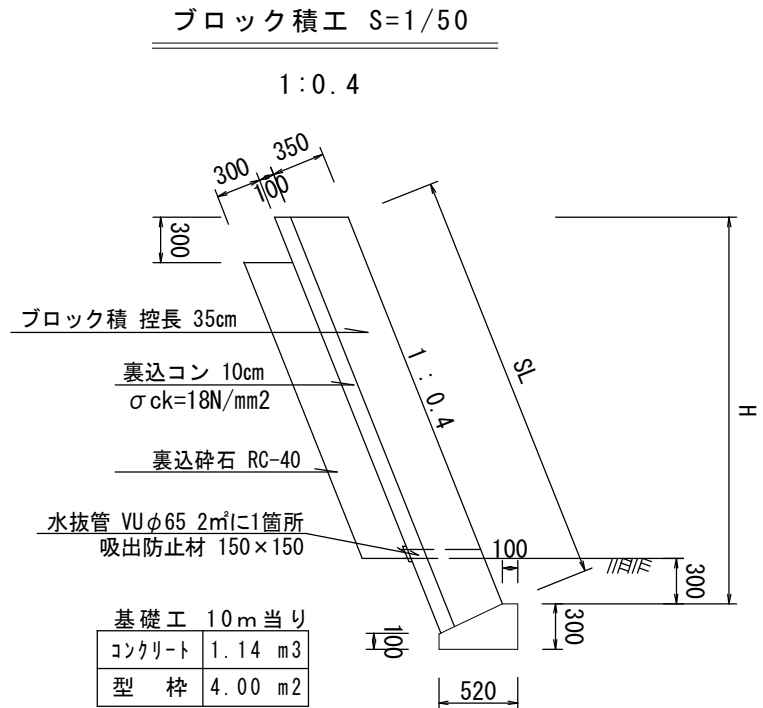 ブロック積工 S=1/50
1:0.4
300
100
350
300
ブロック積 控長 35cm
裏込コン 10cm
σck=18N/mm2
裏込砕石 RC-40
水抜管 VUφ65 2㎡に1箇所
吸出防止材 150×150
1:0.4
SL
H
100
300
300
100
520
基礎工 10m当り
コンクリート 1.14 m3
型 枠 4.00 m2